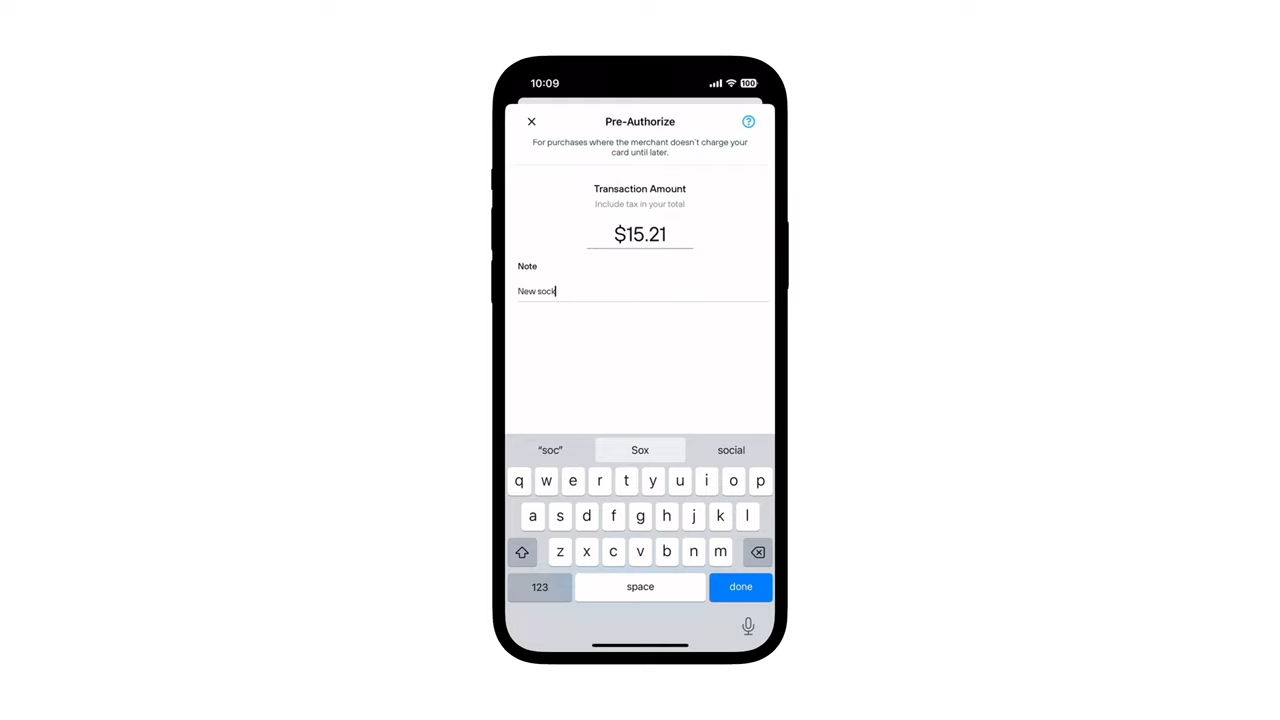 10:09
100
Pre-Authorize
?
For purchases where the merchant doesn't charge your
card until later.
Transaction Amount
Include tax in your total
$15.21
Note
New sock
“soc” Sox social
q w e r t y u i o p
a s d f g h j k l
z x c v b n m
123 space done